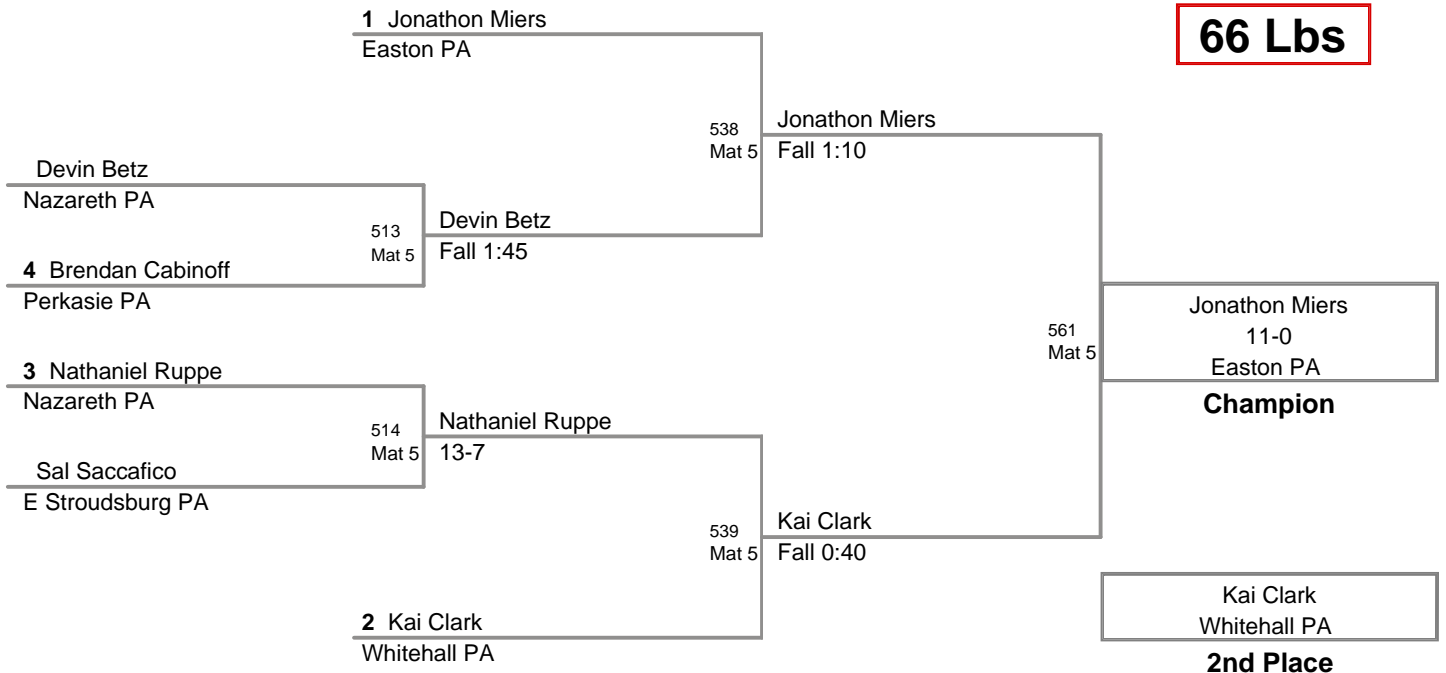 1 Jonathon Miers
Easton PA
66 Lbs
538
Mat 5
Jonathon Miers
Fall 1:10
Devin Betz
Nazareth PA
513
Mat 5
Devin Betz
Fall 1:45
4 Brendan Cabinoff
Perkasie PA
561
Mat 5
Jonathon Miers
11-0
Easton PA
Champion
3 Nathaniel Ruppe
Nazareth PA
514
Mat 5
Nathaniel Ruppe
13-7
Sal Saccafico
E Stroudsburg PA
539
Mat 5
Kai Clark
Fall 0:40
2 Kai Clark
Whitehall PA
Kai Clark
Whitehall PA
2nd Place